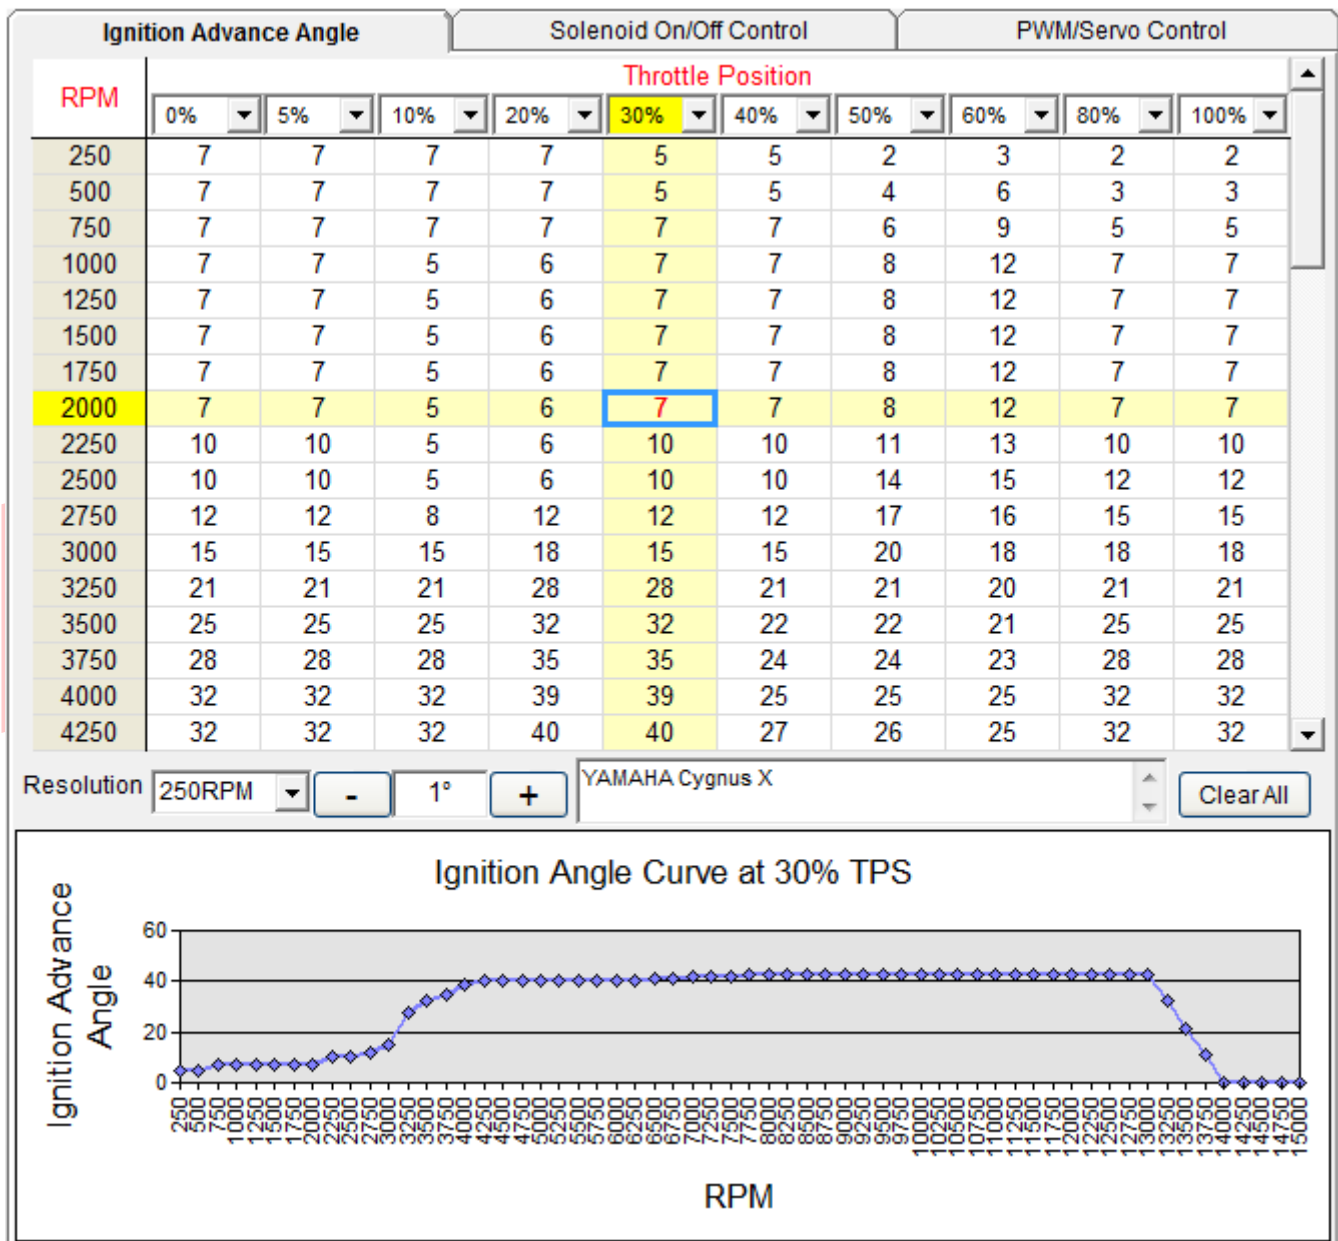 Ignition Advance Angle Solenoid On/Off Control PWM/Servo Control
RPM Throttle Position
0% 5% 10% 20% 30% 40% 50% 60% 80% 100%
250 7 7 7 7 5 5 2 3 2 2
500 7 7 7 7 5 5 4 6 3 3
750 7 7 7 7 7 7 6 9 5 5
1000 7 7 5 6 7 7 8 12 7 7
1250 7 7 5 6 7 7 8 12 7 7
1500 7 7 5 6 7 7 8 12 7 7
1750 7 7 5 6 7 7 8 12 7 7
2000 7 7 5 6 7 7 8 12 7 7
2250 10 10 5 6 10 10 11 13 10 10
2500 10 10 5 6 10 10 14 15 12 12
2750 12 12 8 12 12 12 17 16 15 15
3000 15 15 15 18 15 15 20 18 18 18
3250 21 21 21 28 28 21 21 20 21 21
3500 25 25 25 32 32 22 22 21 25 25
3750 28 28 28 35 35 24 24 23 28 28
4000 32 32 32 39 39 25 25 25 32 32
4250 32 32 32 40 40 27 26 25 32 32
Resolution 250RPM - 1° + YAMAHA Cygnus X Clear All
Ignition Angle Curve at 30% TPS
Ignition Advance
Angle
60
40
20
0
250 500 750 1000 1250 1500 1750 2000 2250 2500 2750 3000 3250 3500 3750 4000 4250 4500 4750 5000 5250 5500 5750 6000 6250 6500 6750 7000 7250 7500 7750 8000 8250 8500 8750 9000 9250 9500 9750 10000 10250 10500 10750 11000 11250 11500 11750 12000 12250 12500 12750 13000 13250 13500 13750 14000 14250 14500 14750 15000
RPM